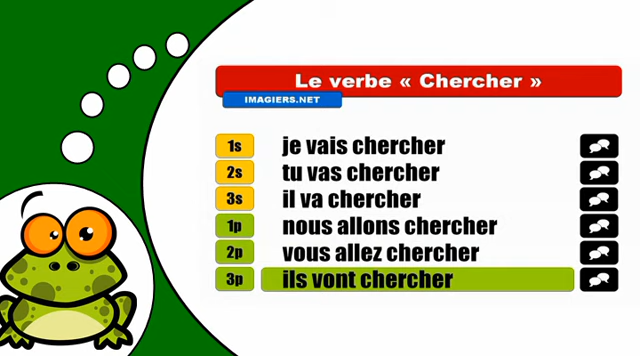 Le verbe « Chercher »
IMAGIERS.NET
1s je vais chercher
2s tu vas chercher
3s il va chercher
1p nous allons chercher
2p vous allez chercher
3p ils vont chercher